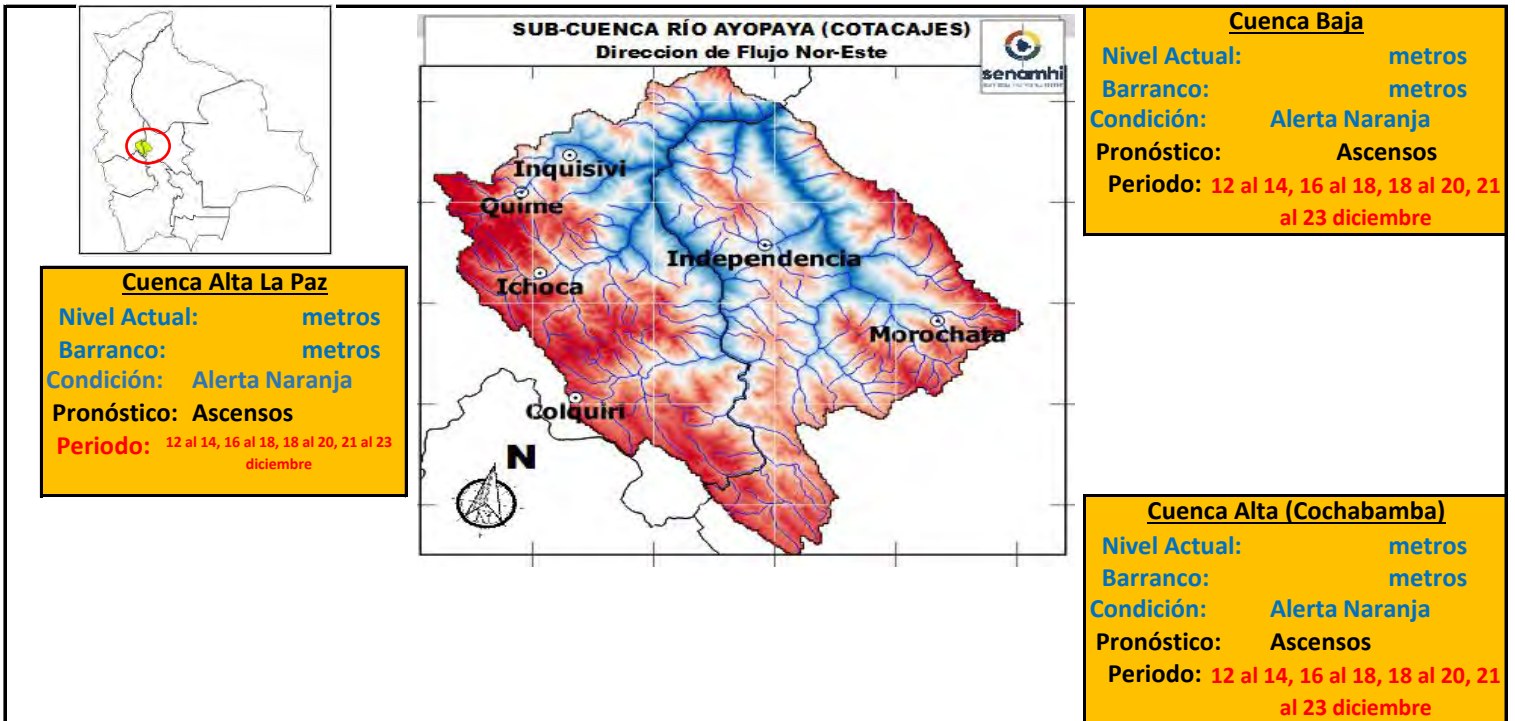 SUB-CUENCA RÍO AYOPAYA (COTACAJES)
Direccion de Flujo Nor-Este
senamhi
Inquisivi
Quime
Independencia
Ichoca
Morochata
Colquiri
N
Cuenca Baja
Nivel Actual: metros
Barranco: metros
Condición: Alerta Naranja
Pronóstico: Ascensos
Periodo: 12 al 14, 16 al 18, 18 al 20, 21
al 23 diciembre
Cuenca Alta La Paz
Nivel Actual: metros
Barranco: metros
Condición: Alerta Naranja
Pronóstico: Ascensos
Periodo: 12 al 14, 16 al 18, 18 al 20, 21 al 23
diciembre
Cuenca Alta (Cochabamba)
Nivel Actual: metros
Barranco: metros
Condición: Alerta Naranja
Pronóstico: Ascensos
Periodo: 12 al 14, 16 al 18, 18 al 20, 21
al 23 diciembre